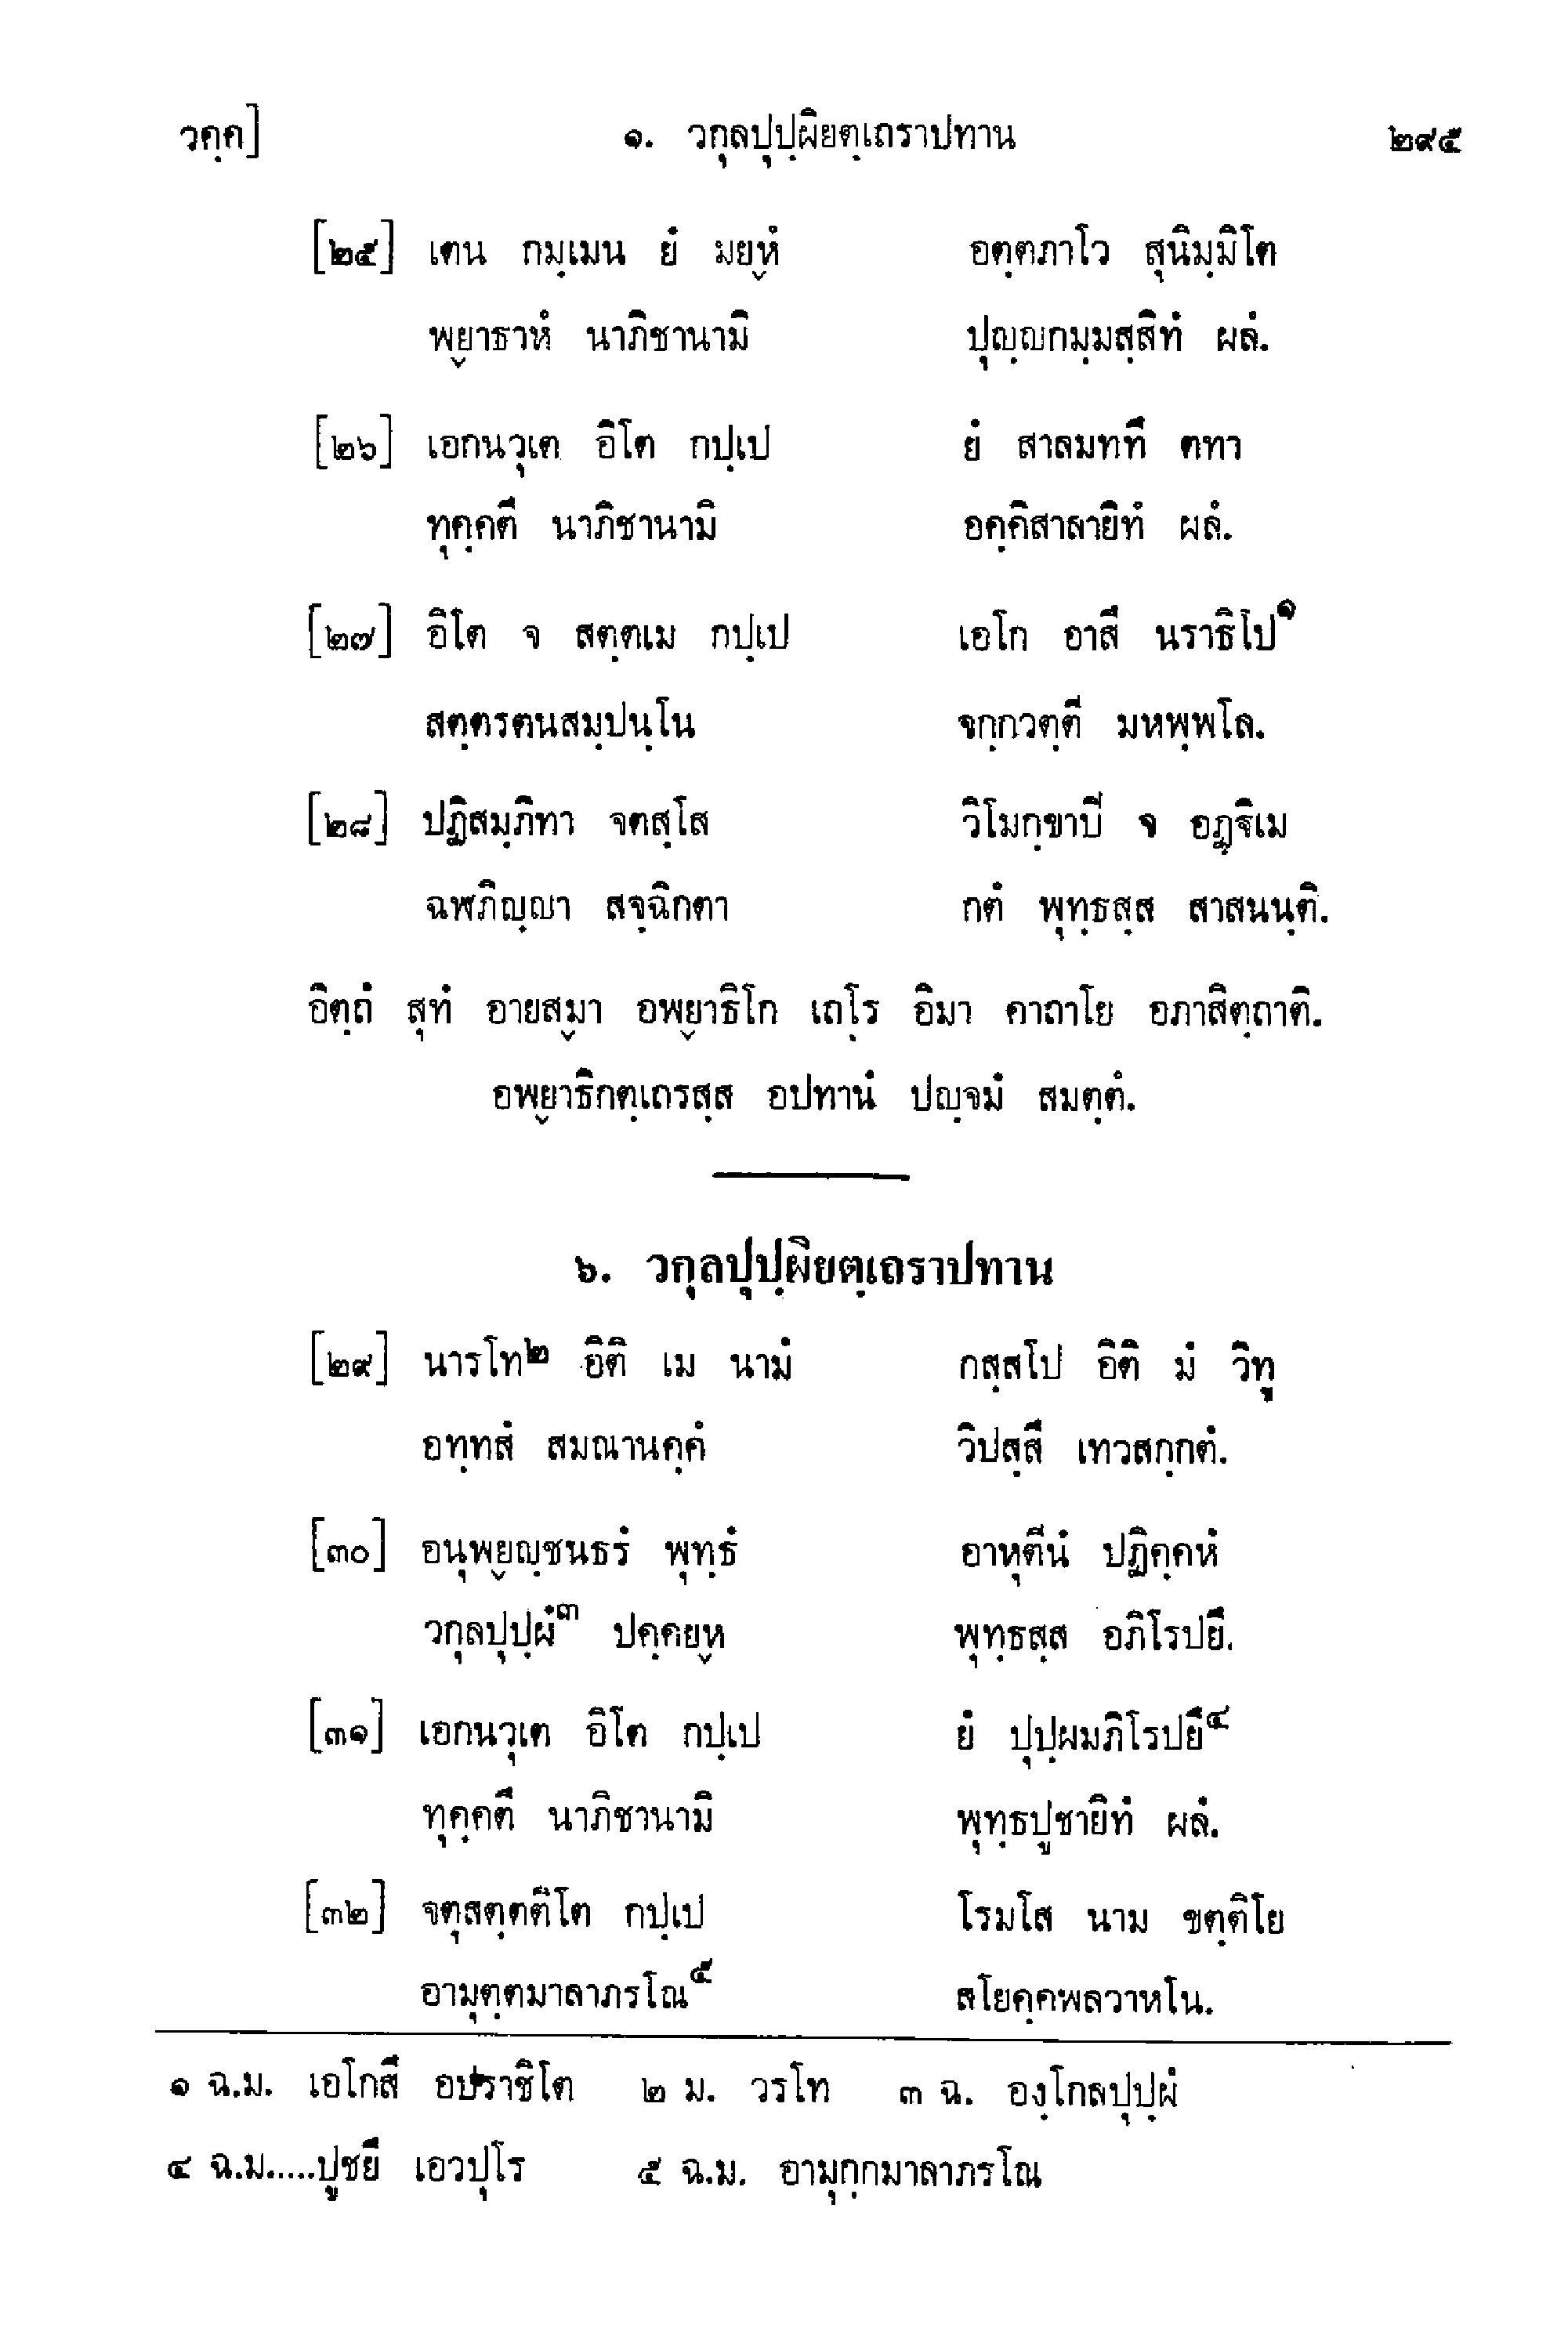 วคฺค] ๑. วกุลปุปฺผิยตฺเถราปทาน ๒๙๕
[๒๕] เตน กมฺเมน ยํ มยฺหํ อตฺตภาโว สุนิมฺมิโต
พฺยาธาหํ นาภิชานามิ ปุญฺญกมฺมสฺสิทํ ผลํ.
[๒๖] เอกนวุเต อิโต กปฺเป ยํ สาลมททึ ตทา
ทุคฺคตึ นาภิชานามิ อคฺคิสาลายิทํ ผลํ.
[๒๗] อิโต จ สตฺตเม กปฺเป เอโก อาสึ นราธิโป๑
สตฺตรตนสมฺปนฺโน จกฺกวตฺตี มหพฺพโล.
[๒๘] ปฏิสมฺภิทา จตสฺโส วิโมกฺขาปี จ อฏฺฐิเม
ฉฬภิญฺญา สจฺฉิกตา กตํ พุทฺธสฺส สาสนนฺติ.
อิตฺถํ สุทํ อายสฺมา อพฺยาธิโก เถโร อิมา คาถาโย อภาสิตฺถาติ.
อพฺยาธิกตฺเถรสฺส อปทานํ ปญฺจมํ สมตฺตํ.
๖. วกุลปุปฺผิยตฺเถราปทาน
[๒๙] นารโท๒ อิติ เม นามํ กสฺสโป อิติ มํ วิทู
อทฺทสํ สมณานคฺคํ วิปสฺสึ เทวสกฺกตํ.
[๓๐] อนุพฺยญฺชนธรํ พุทฺธํ อาหุตีนํ ปฏิคฺคหํ
วกุลปุปฺผํ๓ ปคฺคยฺห พุทฺธสฺส อภิโรปยึ.
[๓๑] เอกนวุเต อิโต กปฺเป ยํ ปุปฺผมภิโรปยึ๔
ทุคฺคตึ นาภิชานามิ พุทฺธปูชายิทํ ผลํ.
[๓๒] จตุสตฺตติโต กปฺเป โรมโส นาม ขตฺติโย
อามุตฺตมาลาภรโณ๕ สโยคฺคพลวาหโน.
๑ ฉ.ม. เอโกสึ อปราชิโต ๒ ม. วรโท ๓ ฉ. องฺโกลปุปฺผํ
๔ ฉ.ม.....ปูชยึ เอวปุโร ๕ ฉ.ม. อามุกฺกมาลาภรโณ